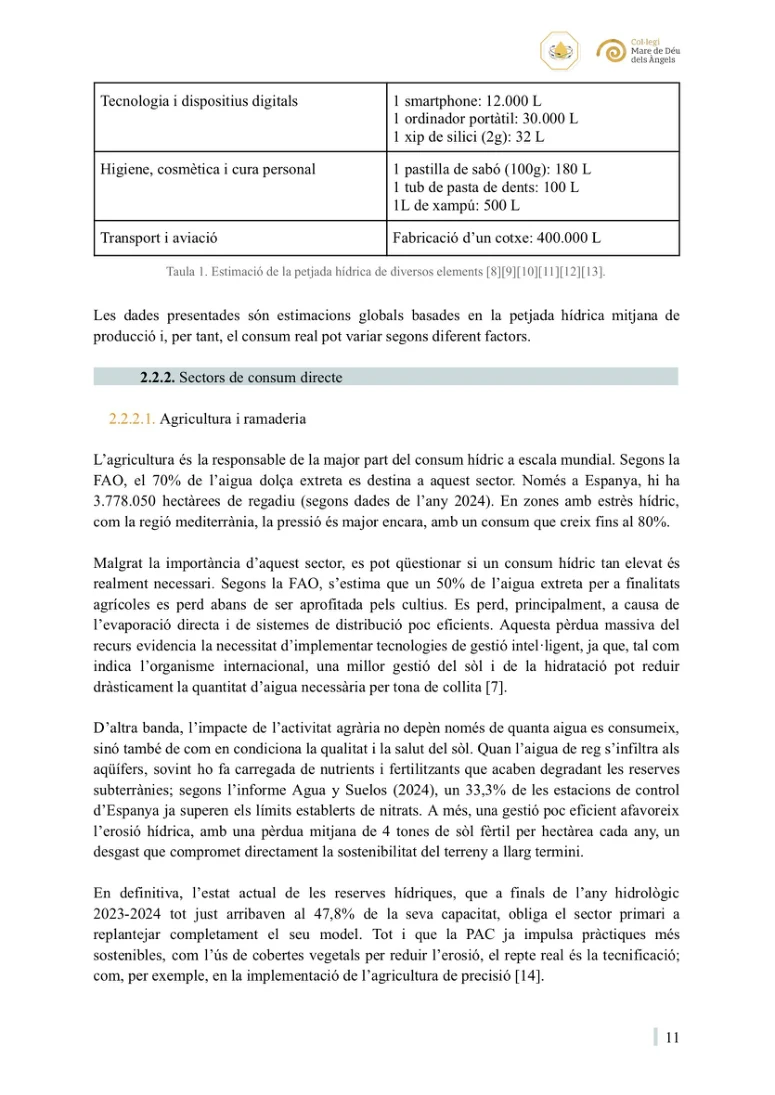 Col·legi
Mare de Déu
dels Àngels
Tecnologia i dispositius digitals
1 smartphone: 12.000 L
1 ordinador portàtil: 30.000 L
1 xip de silici (2g): 32 L
Higiene, cosmètica i cura personal
1 pastilla de sabó (100g): 180 L
1 tub de pasta de dents: 100 L
1L de xampú: 500 L
Transport i aviació
Fabricació d’un cotxe: 400.000 L
Taula 1. Estimació de la petjada hídrica de diversos elements [8][9][10][11][12][13].
Les dades presentades són estimacions globals basades en la petjada hídrica mitjana de
producció i, per tant, el consum real pot variar segons diferent factors.
2.2.2. Sectors de consum directe
2.2.2.1. Agricultura i ramaderia
L’agricultura és la responsable de la major part del consum hídric a escala mundial. Segons la
FAO, el 70% de l’aigua dolça extreta es destina a aquest sector. Només a Espanya, hi ha
3.778.050 hectàrees de regadiu (segons dades de l’any 2024). En zones amb estrès hídric,
com la regió mediterrània, la pressió és major encara, amb un consum que creix fins al 80%.
Malgrat la importància d’aquest sector, es pot qüestionar si un consum hídric tan elevat és
realment necessari. Segons la FAO, s’estima que un 50% de l’aigua extreta per a finalitats
agrícoles es perd abans de ser aprofitada pels cultius. Es perd, principalment, a causa de
l’evaporació directa i de sistemes de distribució poc eficients. Aquesta pèrdua massiva del
recurs evidencia la necessitat d’implementar tecnologies de gestió intel·ligent, ja que, tal com
indica l’organisme internacional, una millor gestió del sòl i de la hidratació pot reduir
dràsticament la quantitat d’aigua necessària per tona de collita [7].
D’altra banda, l’impacte de l’activitat agrària no depèn només de quanta aigua es consumeix,
sinó també de com en condiciona la qualitat i la salut del sòl. Quan l’aigua de reg s’infiltra als
aqüífers, sovint ho fa carregada de nutrients i fertilitzants que acaben degradant les reserves
subterrànies; segons l’informe Agua y Suelos (2024), un 33,3% de les estacions de control
d’Espanya ja superen els límits establerts de nitrats. A més, una gestió poc eficient afavoreix
l’erosió hídrica, amb una pèrdua mitjana de 4 tones de sòl fèrtil per hectàrea cada any, un
desgast que compromet directament la sostenibilitat del terreny a llarg termini.
En definitiva, l’estat actual de les reserves hídriques, que a finals de l’any hidrològic
2023-2024 tot just arribaven al 47,8% de la seva capacitat, obliga el sector primari a
replantejar completament el seu model. Tot i que la PAC ja impulsa pràctiques més
sostenibles, com l’ús de cobertes vegetals per reduir l’erosió, el repte real és la tecnificació;
com, per exemple, en la implementació de l’agricultura de precisió [14].
11